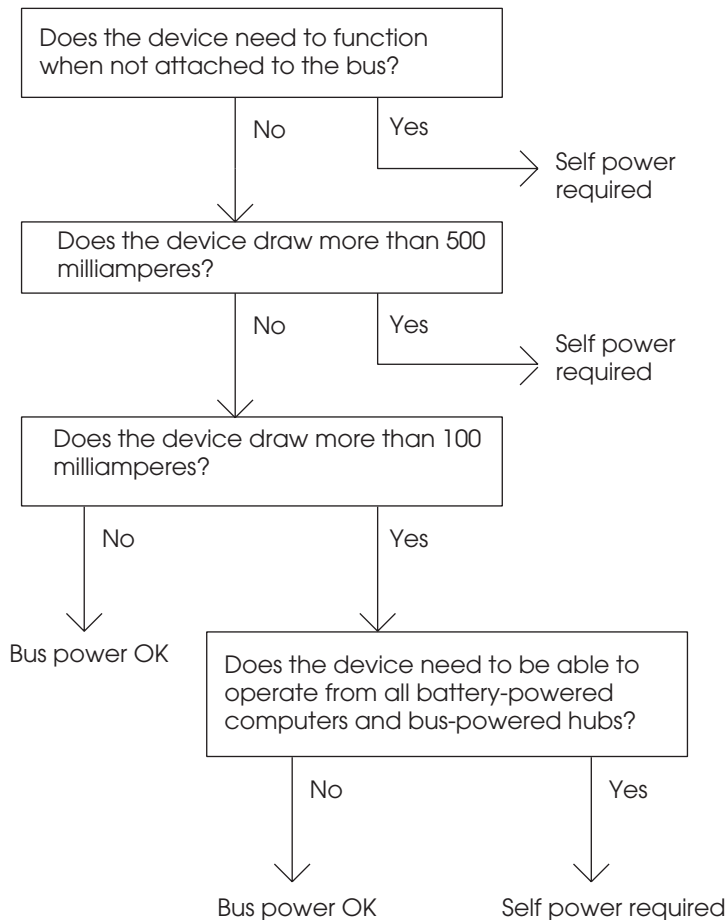 Does the device need to function
when not attached to the bus?
No
Yes
Self power
required
Does the device draw more than 500
milliamperes?
No
Yes
Self power
required
Does the device draw more than 100
milliamperes?
No
Yes
Bus power OK
Does the device need to be able to
operate from all battery-powered
computers and bus-powered hubs?
No
Yes
Bus power OK
Self power required